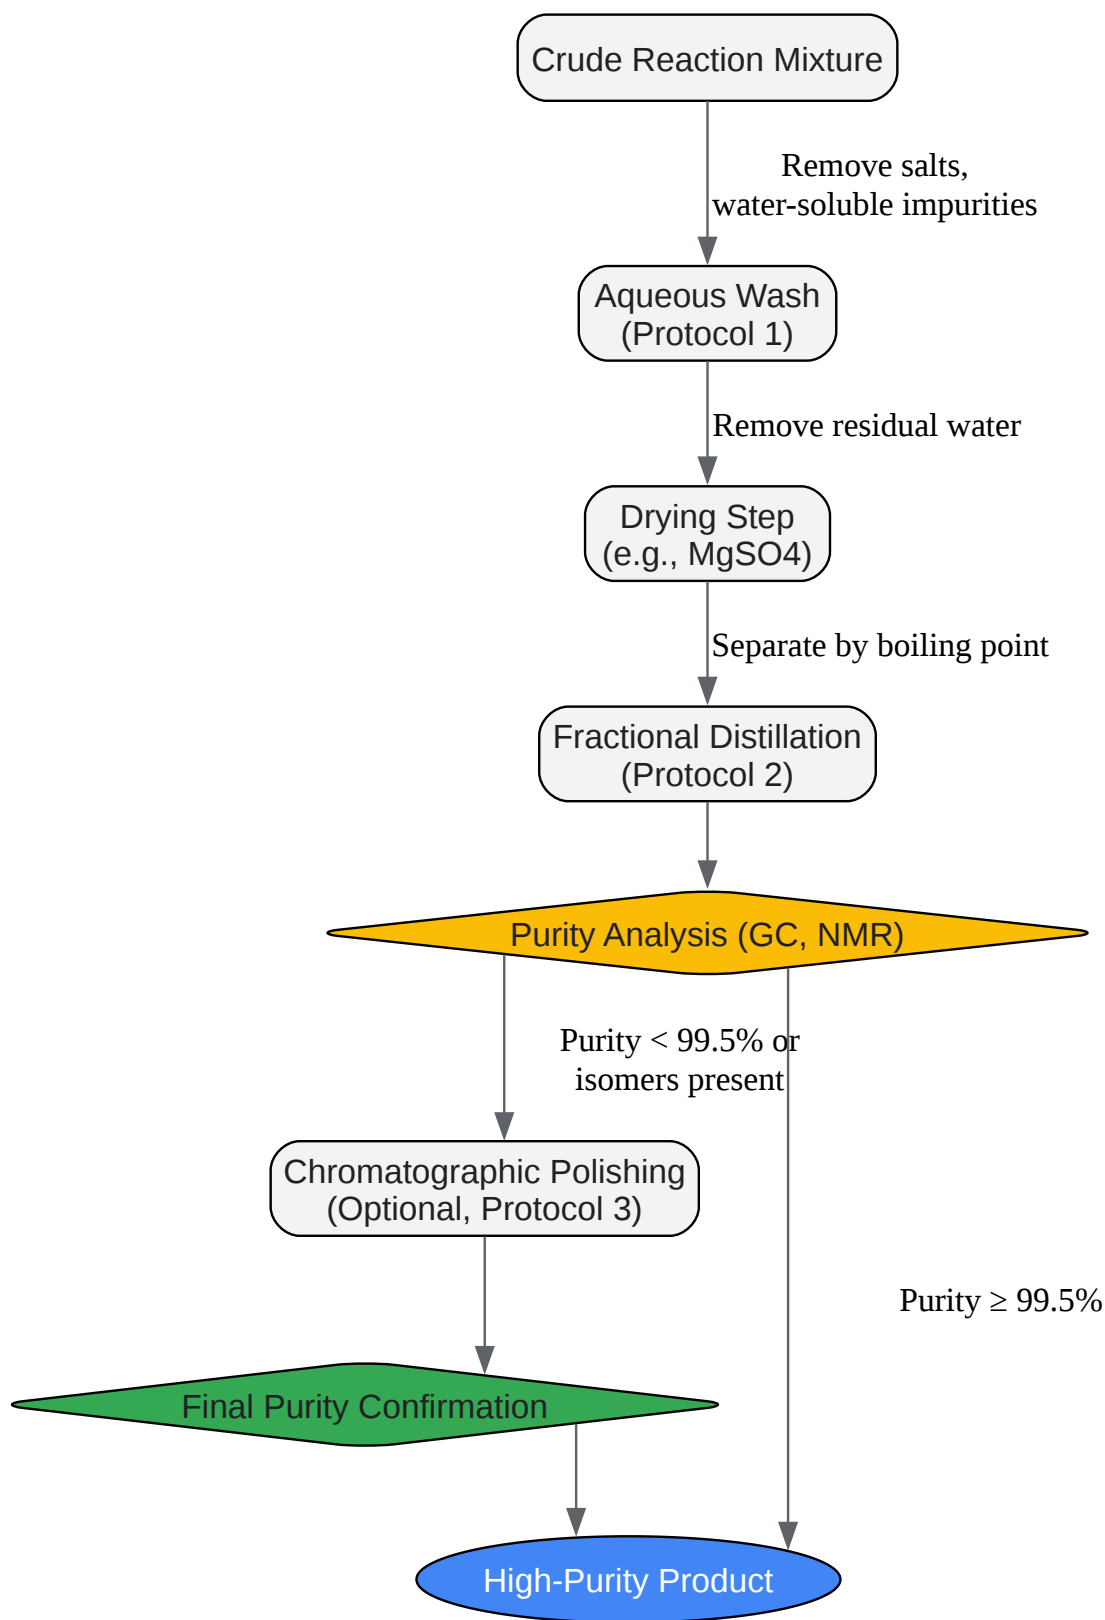 Crude Reaction Mixture
Remove salts,
water-soluble impurities
Aqueous Wash
(Protocol 1)
Remove residual water
Drying Step
(e.g., MgSO4)
Separate by boiling point
Fractional Distillation
(Protocol 2)
Purity Analysis (GC, NMR)
Purity < 99.5% or
isomers present
Chromatographic Polishing
(Optional, Protocol 3)
Purity ≥ 99.5%
Final Purity Confirmation
High-Purity Product